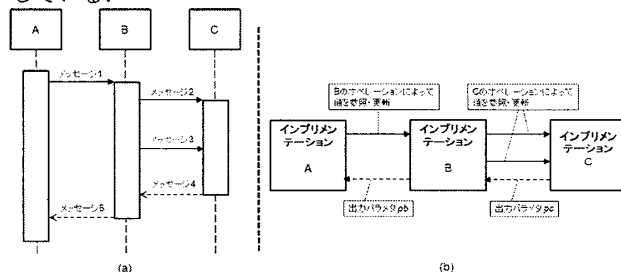 している.
A
B
C
メッセージ1
メッセージ2
メッセージ3
メッセージ4
メッセージ5
(a)
Bのオペレーションによって
値を参照・更新
Cのオペレーションによって
値を参照・更新
インプリメン
テーション
A
インプリメン
テーション
B
インプリメン
テーション
C
出力パラメタpb
出力パラメタpc
(b)